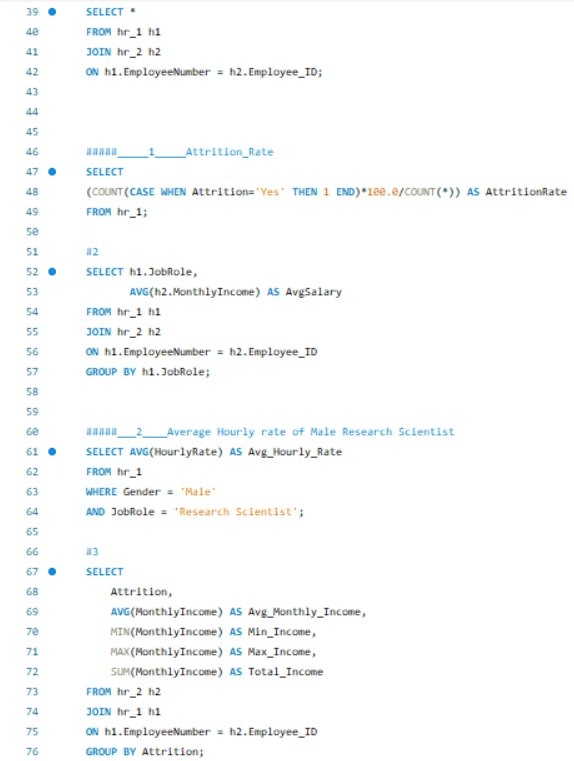 39 SELECT *
40 FROM hr_1 h1
41 JOIN hr_2 h2
42 ON h1.EmployeeNumber = h2.Employee_ID;
43
44
45
46 #####_____1_____Attrition_Rate
47 SELECT
48 (COUNT(CASE WHEN Attrition='Yes' THEN 1 END)*100.0/COUNT(*)) AS AttritionRate
49 FROM hr_1;
50
51 #2
52 SELECT h1.JobRole,
53 AVG(h2.MonthlyIncome) AS AvgSalary
54 FROM hr_1 h1
55 JOIN hr_2 h2
56 ON h1.EmployeeNumber = h2.Employee_ID
57 GROUP BY h1.JobRole;
58
59
60 #####___2____Average Hourly rate of Male Research Scientist
61 SELECT AVG(HourlyRate) AS Avg_Hourly_Rate
62 FROM hr_1
63 WHERE Gender = 'Male'
64 AND JobRole = 'Research Scientist';
65
66 #3
67 SELECT
68 Attrition,
69 AVG(MonthlyIncome) AS Avg_Monthly_Income,
70 MIN(MonthlyIncome) AS Min_Income,
71 MAX(MonthlyIncome) AS Max_Income,
72 SUM(MonthlyIncome) AS Total_Income
73 FROM hr_2 h2
74 JOIN hr_1 h1
75 ON h1.EmployeeNumber = h2.Employee_ID
76 GROUP BY Attrition;